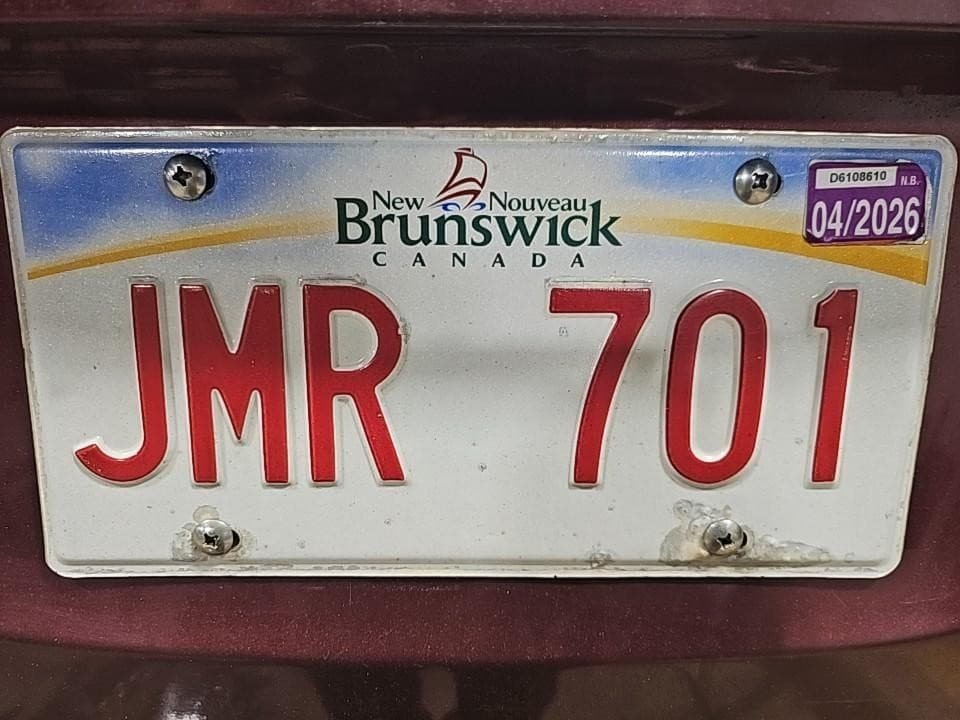 D6108610 N.B.
04/2026
New Nouveau
Brunswick
CANADA
JMR 701